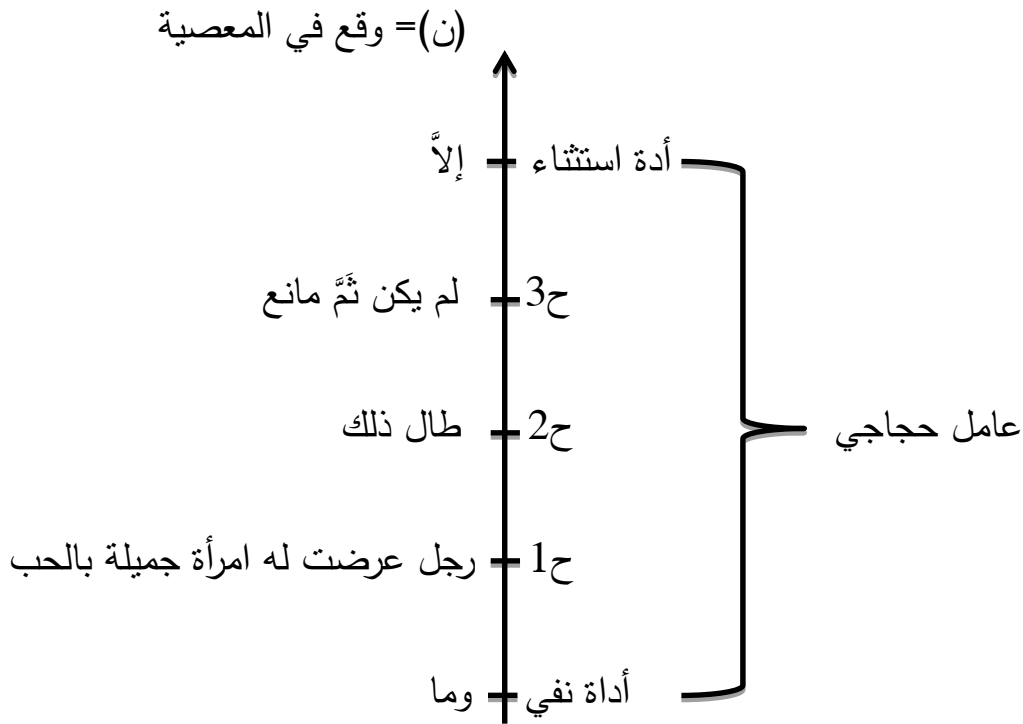 (ن)= وقع في المعصية
أدة استثناء إلاَّ
ح3 لم يكن ثَمَّ مانع
عامل حجاجي
ح2 طال ذلك
ح1 رجل عرضت له امرأة جميلة بالحب
أداة نفي وما